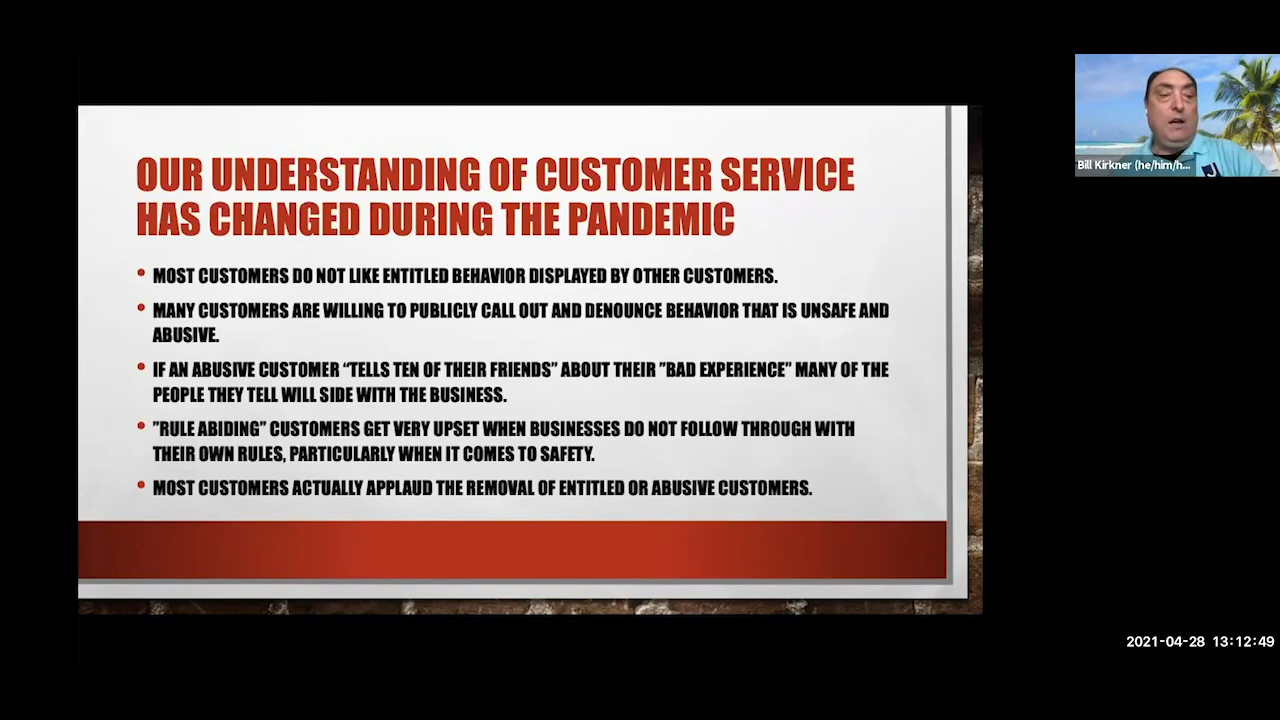 OUR UNDERSTANDING OF CUSTOMER SERVICE
HAS CHANGED DURING THE PANDEMIC
• MOST CUSTOMERS DO NOT LIKE ENTITLED BEHAVIOR DISPLAYED BY OTHER CUSTOMERS.
• MANY CUSTOMERS ARE WILLING TO PUBLICLY CALL OUT AND DENOUNCE BEHAVIOR THAT IS UNSAFE AND
ABUSIVE.
• IF AN ABUSIVE CUSTOMER “TELLS TEN OF THEIR FRIENDS” ABOUT THEIR ”BAD EXPERIENCE” MANY OF THE
PEOPLE THEY TELL WILL SIDE WITH THE BUSINESS.
• ”RULE ABIDING” CUSTOMERS GET VERY UPSET WHEN BUSINESSES DO NOT FOLLOW THROUGH WITH
THEIR OWN RULES, PARTICULARLY WHEN IT COMES TO SAFETY.
• MOST CUSTOMERS ACTUALLY APPLAUD THE REMOVAL OF ENTITLED OR ABUSIVE CUSTOMERS.
Bill Kirkner (he/him/h...
2021-04-28 13:12:49